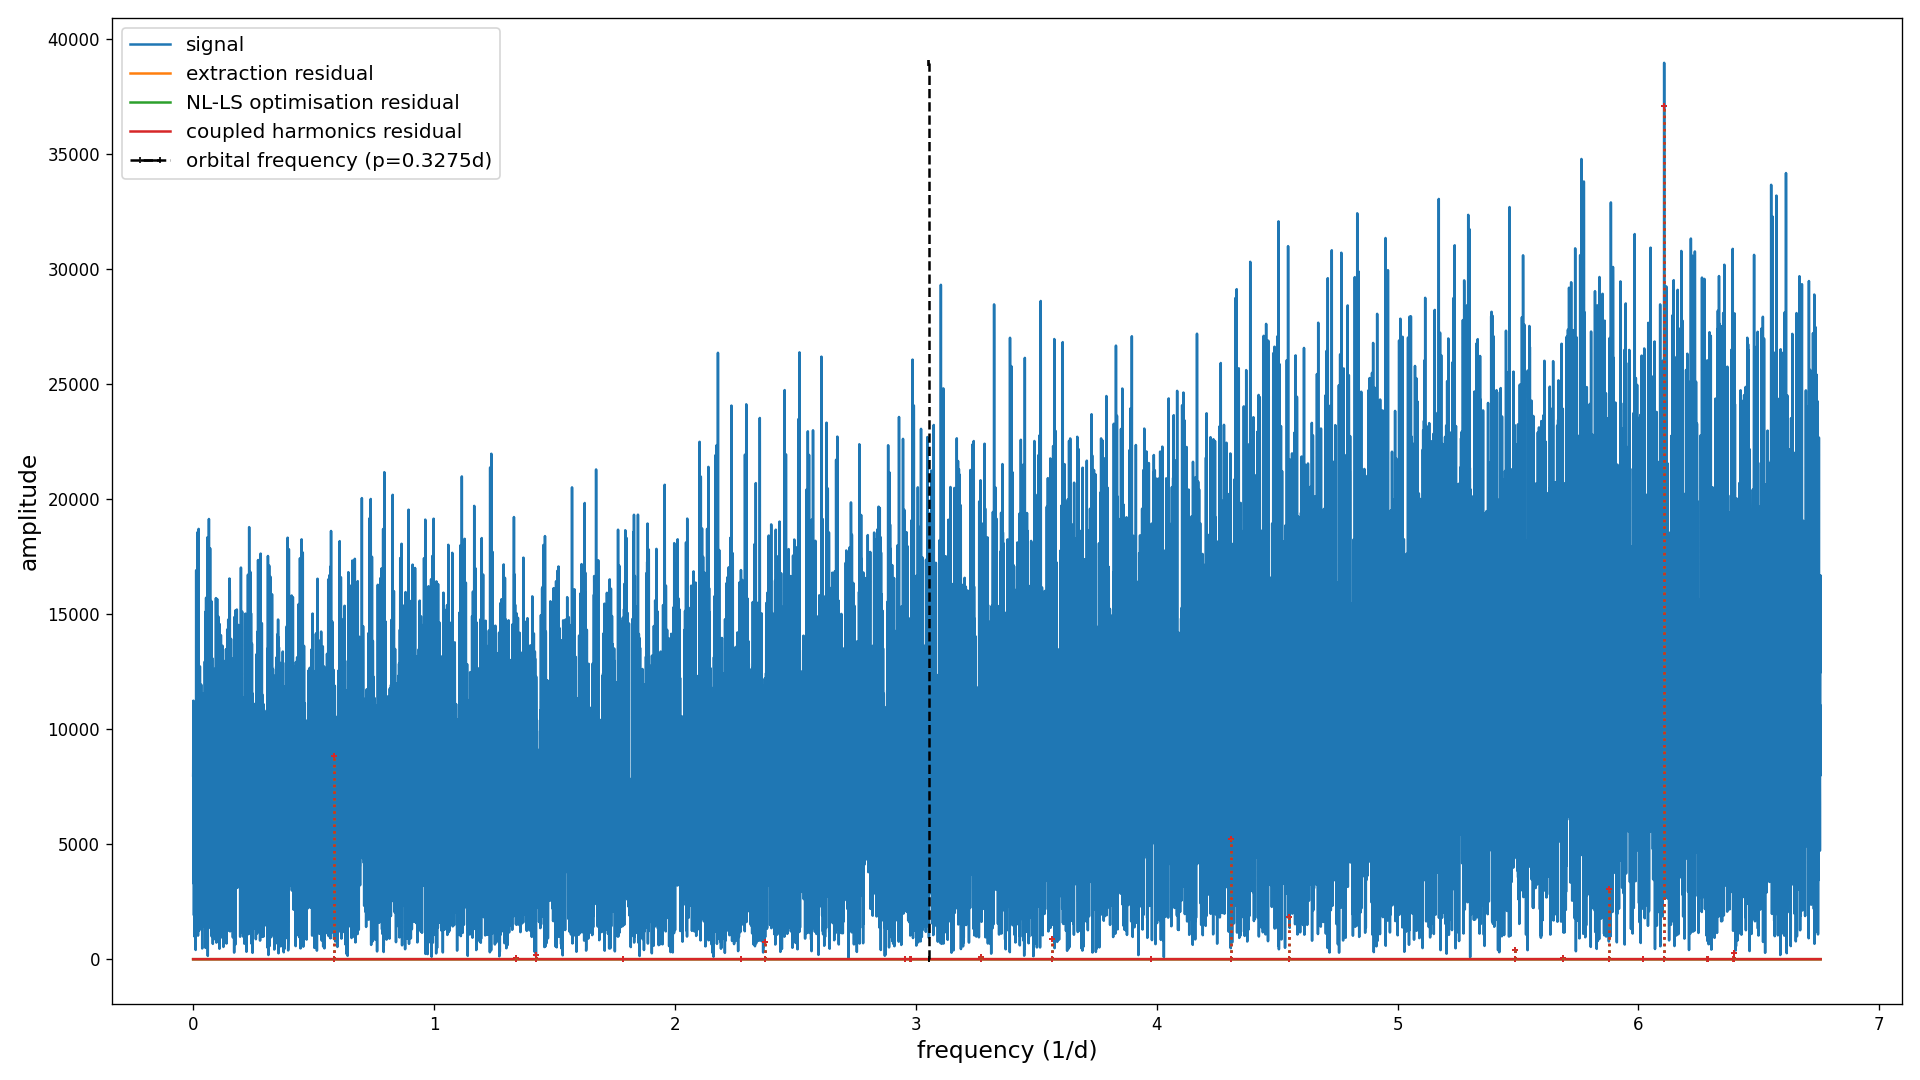 signal
extraction residual
NL-LS optimisation residual
coupled harmonics residual
orbital frequency (p=0.3275d)
40000
35000
30000
25000
20000
15000
10000
5000
0
amplitude
0 1 2 3 4 5 6 7
frequency (1/d)